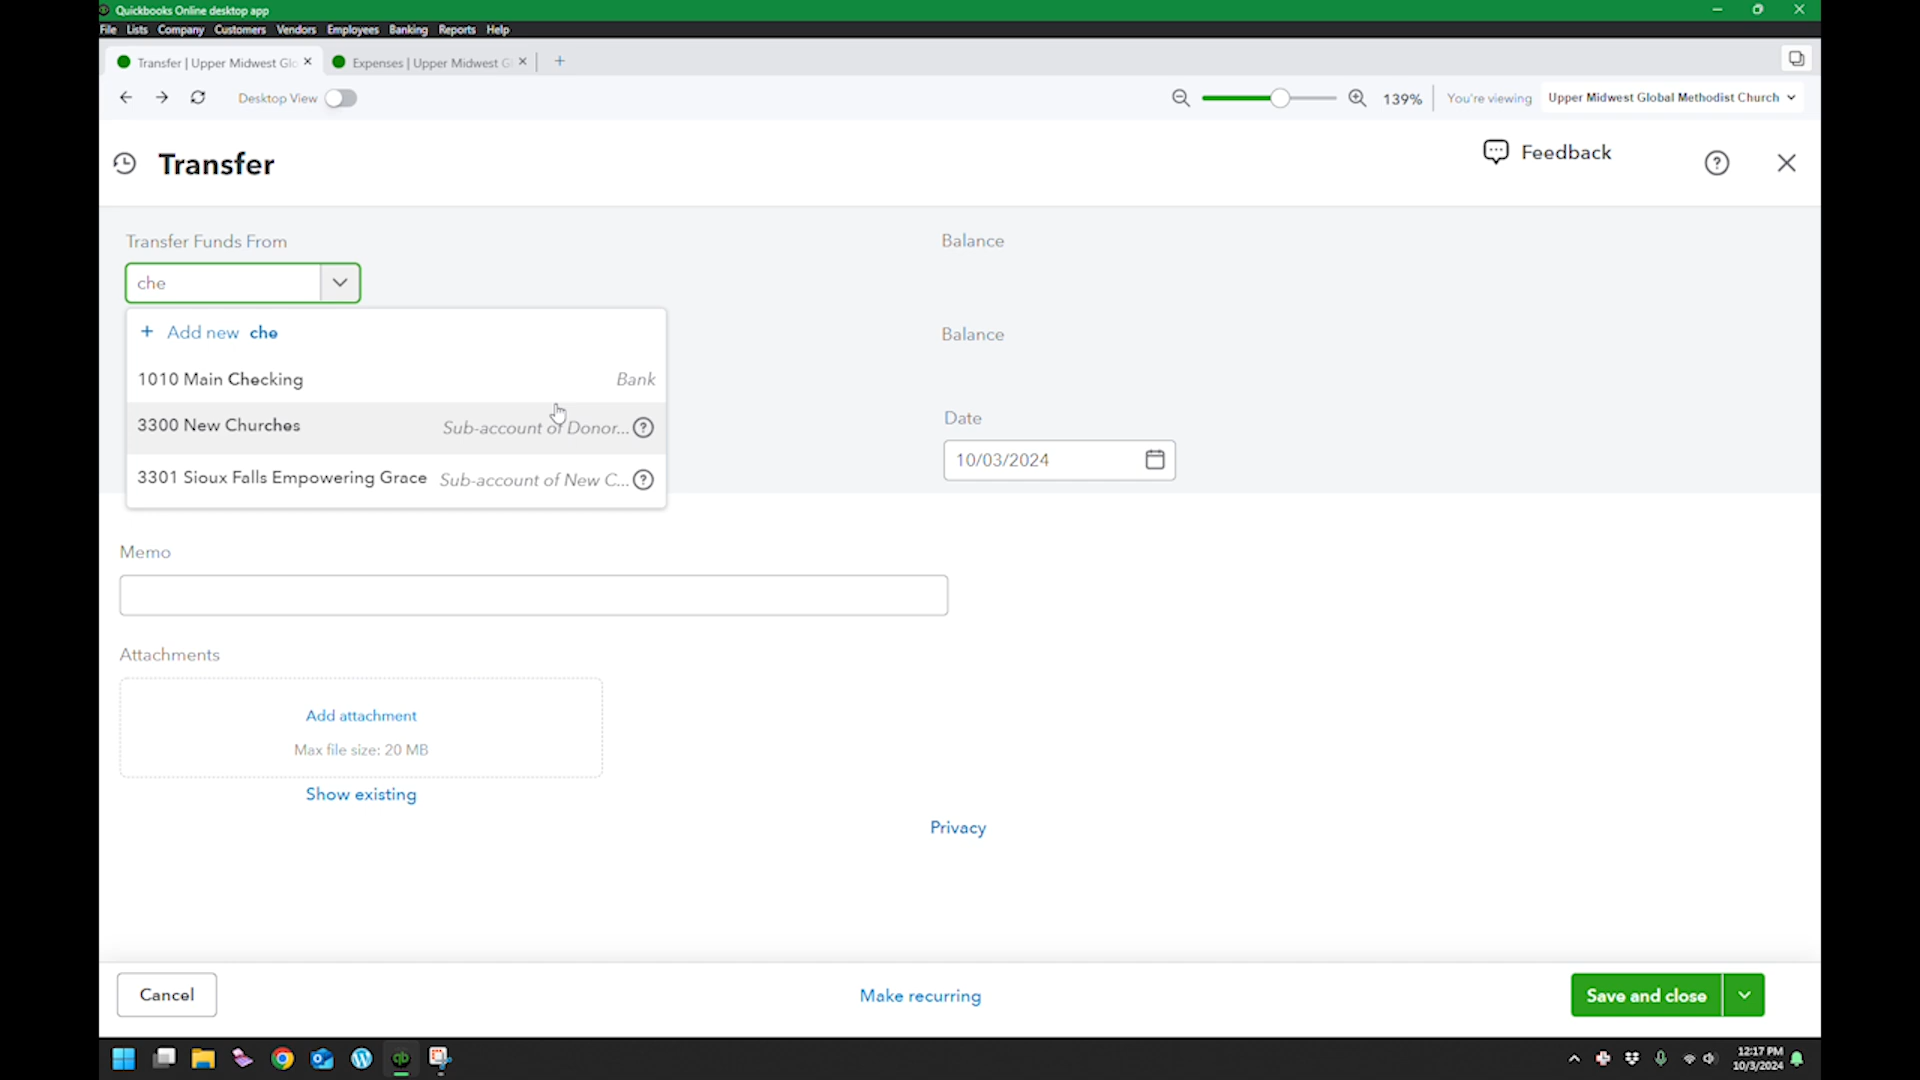 Quickbooks Online desktop app
File Lists Company Customers Vendors Employees Banking Reports Help
Transfer | Upper Midwest Glo
Expenses | Upper Midwest G
Desktop View
139%
You're viewing
Upper Midwest Global Methodist Church
Transfer
Feedback
Transfer Funds From
Balance
che
+ Add new che
Balance
1010 Main Checking Bank
3300 New Churches Sub-account of Donor...
Date
10/03/2024
3301 Sioux Falls Empowering Grace Sub-account of New C...
Memo
Attachments
Add attachment
Max file size: 20 MB
Show existing
Privacy
Cancel
Make recurring
Save and close
qb
12:17 PM
10/3/2024